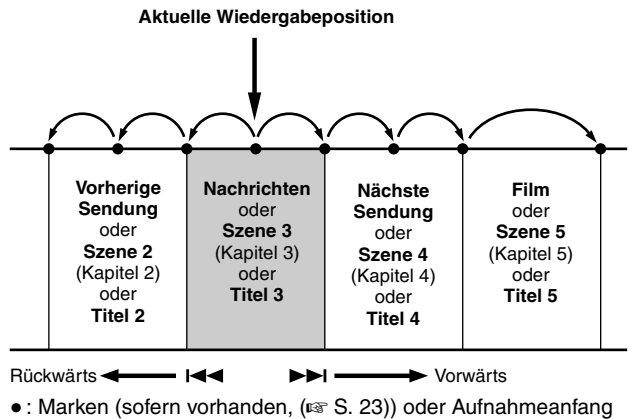 Aktuelle Wiedergabeposition
Vorherige
Sendung
oder
Szene 2
(Kapitel 2)
oder
Titel 2
Nachrichten
oder
Szene 3
(Kapitel 3)
oder
Titel 3
Nächste
Sendung
oder
Szene 4
(Kapitel 4)
oder
Titel 4
Film
oder
Szene 5
(Kapitel 5)
oder
Titel 5
Rückwärts
Vorwärts
●: Marken (sofern vorhanden, (☞ S. 23)) oder Aufnahmeanfang